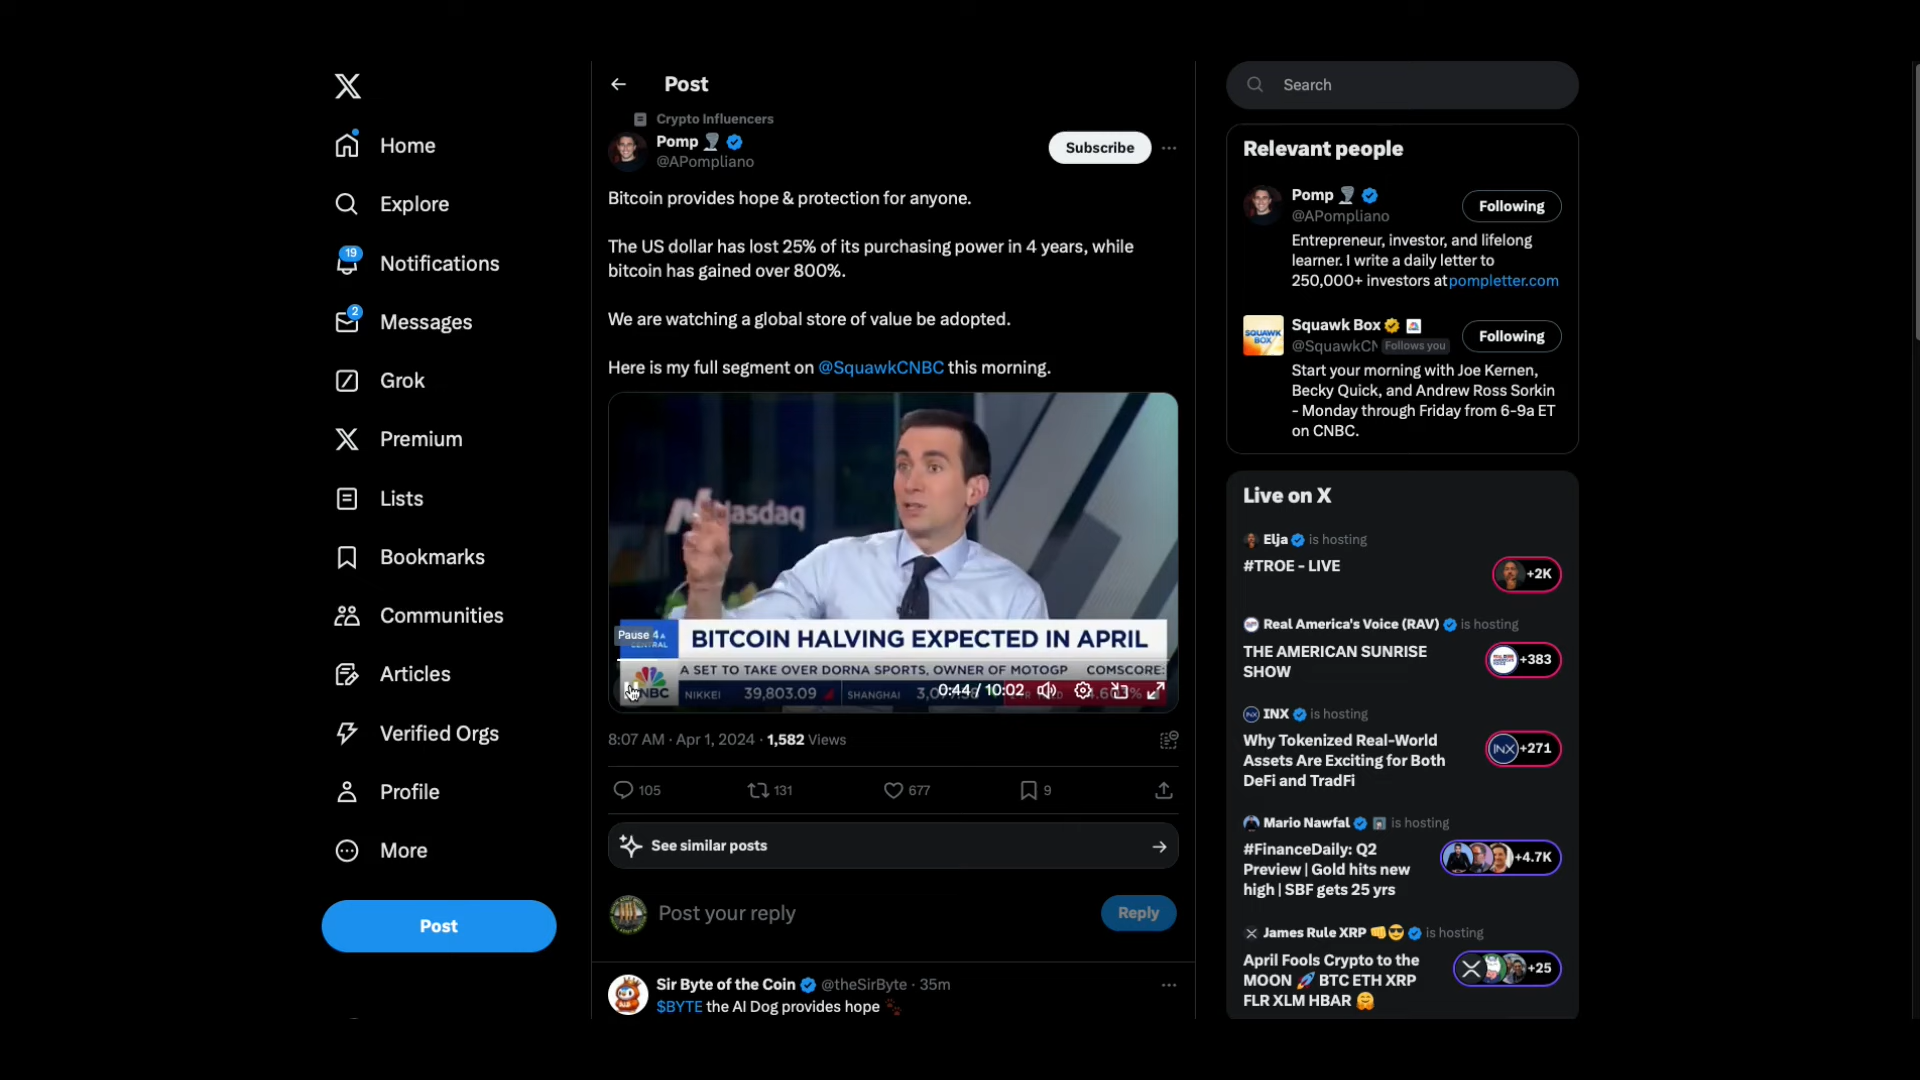 Home
Explore
19
Notifications
2
Messages
Grok
Premium
Lists
Bookmarks
Communities
Articles
Verified Orgs
Profile
More
Post
Post
Crypto Influencers
Pomp
@APompliano
Subscribe
Bitcoin provides hope & protection for anyone.
The US dollar has lost 25% of its purchasing power in 4 years, while
bitcoin has gained over 800%.
We are watching a global store of value be adopted.
Here is my full segment on @SquawkCNBC this morning.
Nasdaq
Pause
CENTRAL
BITCOIN HALVING EXPECTED IN APRIL
A SET TO TAKE OVER DORNA SPORTS, OWNER OF MOTOGP COMSCORE:
CNBC
NIKKEI 39,803.09 SHANGHAI
0:44 / 10:02
8:07 AM · Apr 1, 2024 · 1,582 Views
105
131
677
9
See similar posts
Post your reply
Reply
Sir Byte of the Coin @theSirByte · 35m
$BYTE the AI Dog provides hope
Search
Relevant people
Pomp
@APompliano
Following
Entrepreneur, investor, and lifelong
learner. I write a daily letter to
250,000+ investors at pompletter.com
SQUAWK
BOX
Squawk Box
@SquawkCN Follows you
Following
Start your morning with Joe Kernen,
Becky Quick, and Andrew Ross Sorkin
- Monday through Friday from 6-9a ET
on CNBC.
Live on X
Elja is hosting
#TROE - LIVE
+2K
Real America's Voice (RAV) is hosting
THE AMERICAN SUNRISE
SHOW
+383
INX is hosting
Why Tokenized Real-World
Assets Are Exciting for Both
DeFi and TradFi
INX
+271
Mario Nawfal is hosting
#FinanceDaily: Q2
Preview | Gold hits new
high | SBF gets 25 yrs
+4.7K
James Rule XRP is hosting
April Fools Crypto to the
MOON 🚀 BTC ETH XRP
FLR XLM HBAR 🤗
+25